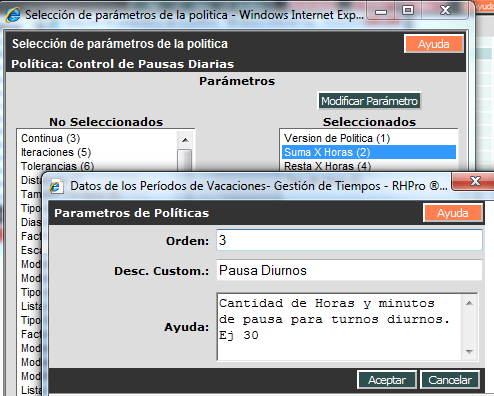 Selección de parámetros de la politica - Windows Internet Exp...
Selección de parámetros de la politica
Ayuda
Política: Control de Pausas Diarias
Parámetros
Modificar Parámetro
No Seleccionados
Seleccionados
Continua (3)
Iteraciones (5)
Tolerancias (6)
Version de Politica (1)
Suma X Horas (2)
Resta X Horas (4)
Datos de los Períodos de Vacaciones- Gestión de Tiempos - RHPro ®...
Parametros de Políticas
Ayuda
Orden:
3
Desc. Custom.:
Pausa Diurnos
Ayuda:
Cantidad de Horas y minutos
de pausa para turnos diurnos.
Ej 30
Aceptar
Cancelar